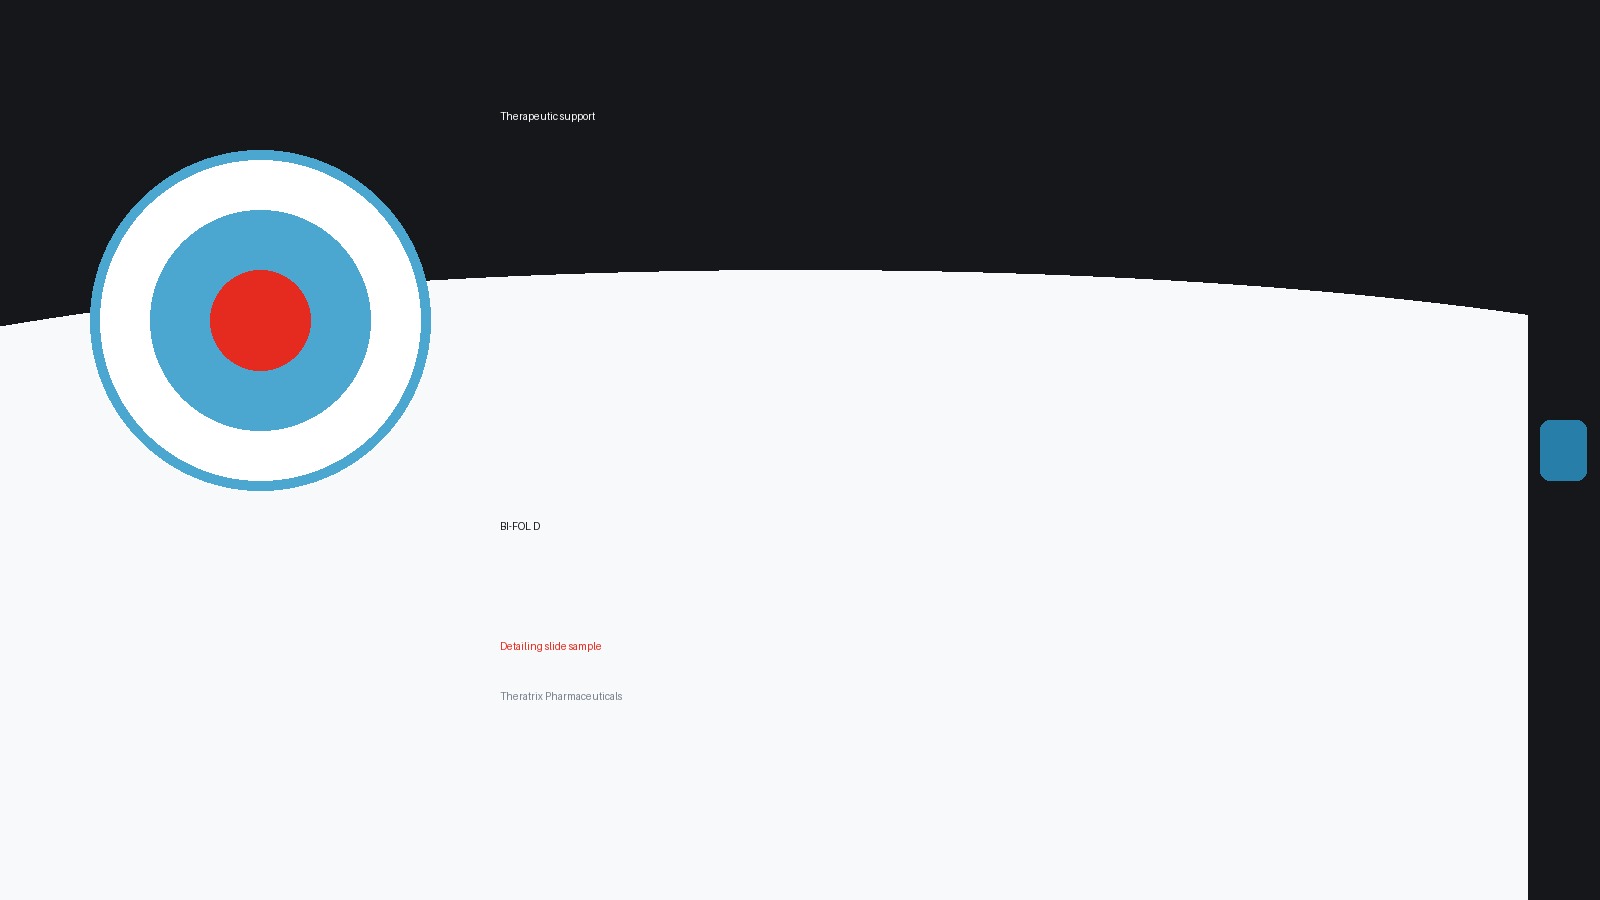 Therapeutic support
BI-FOLD
Detailing slide sample
Theratrix Pharmaceuticals